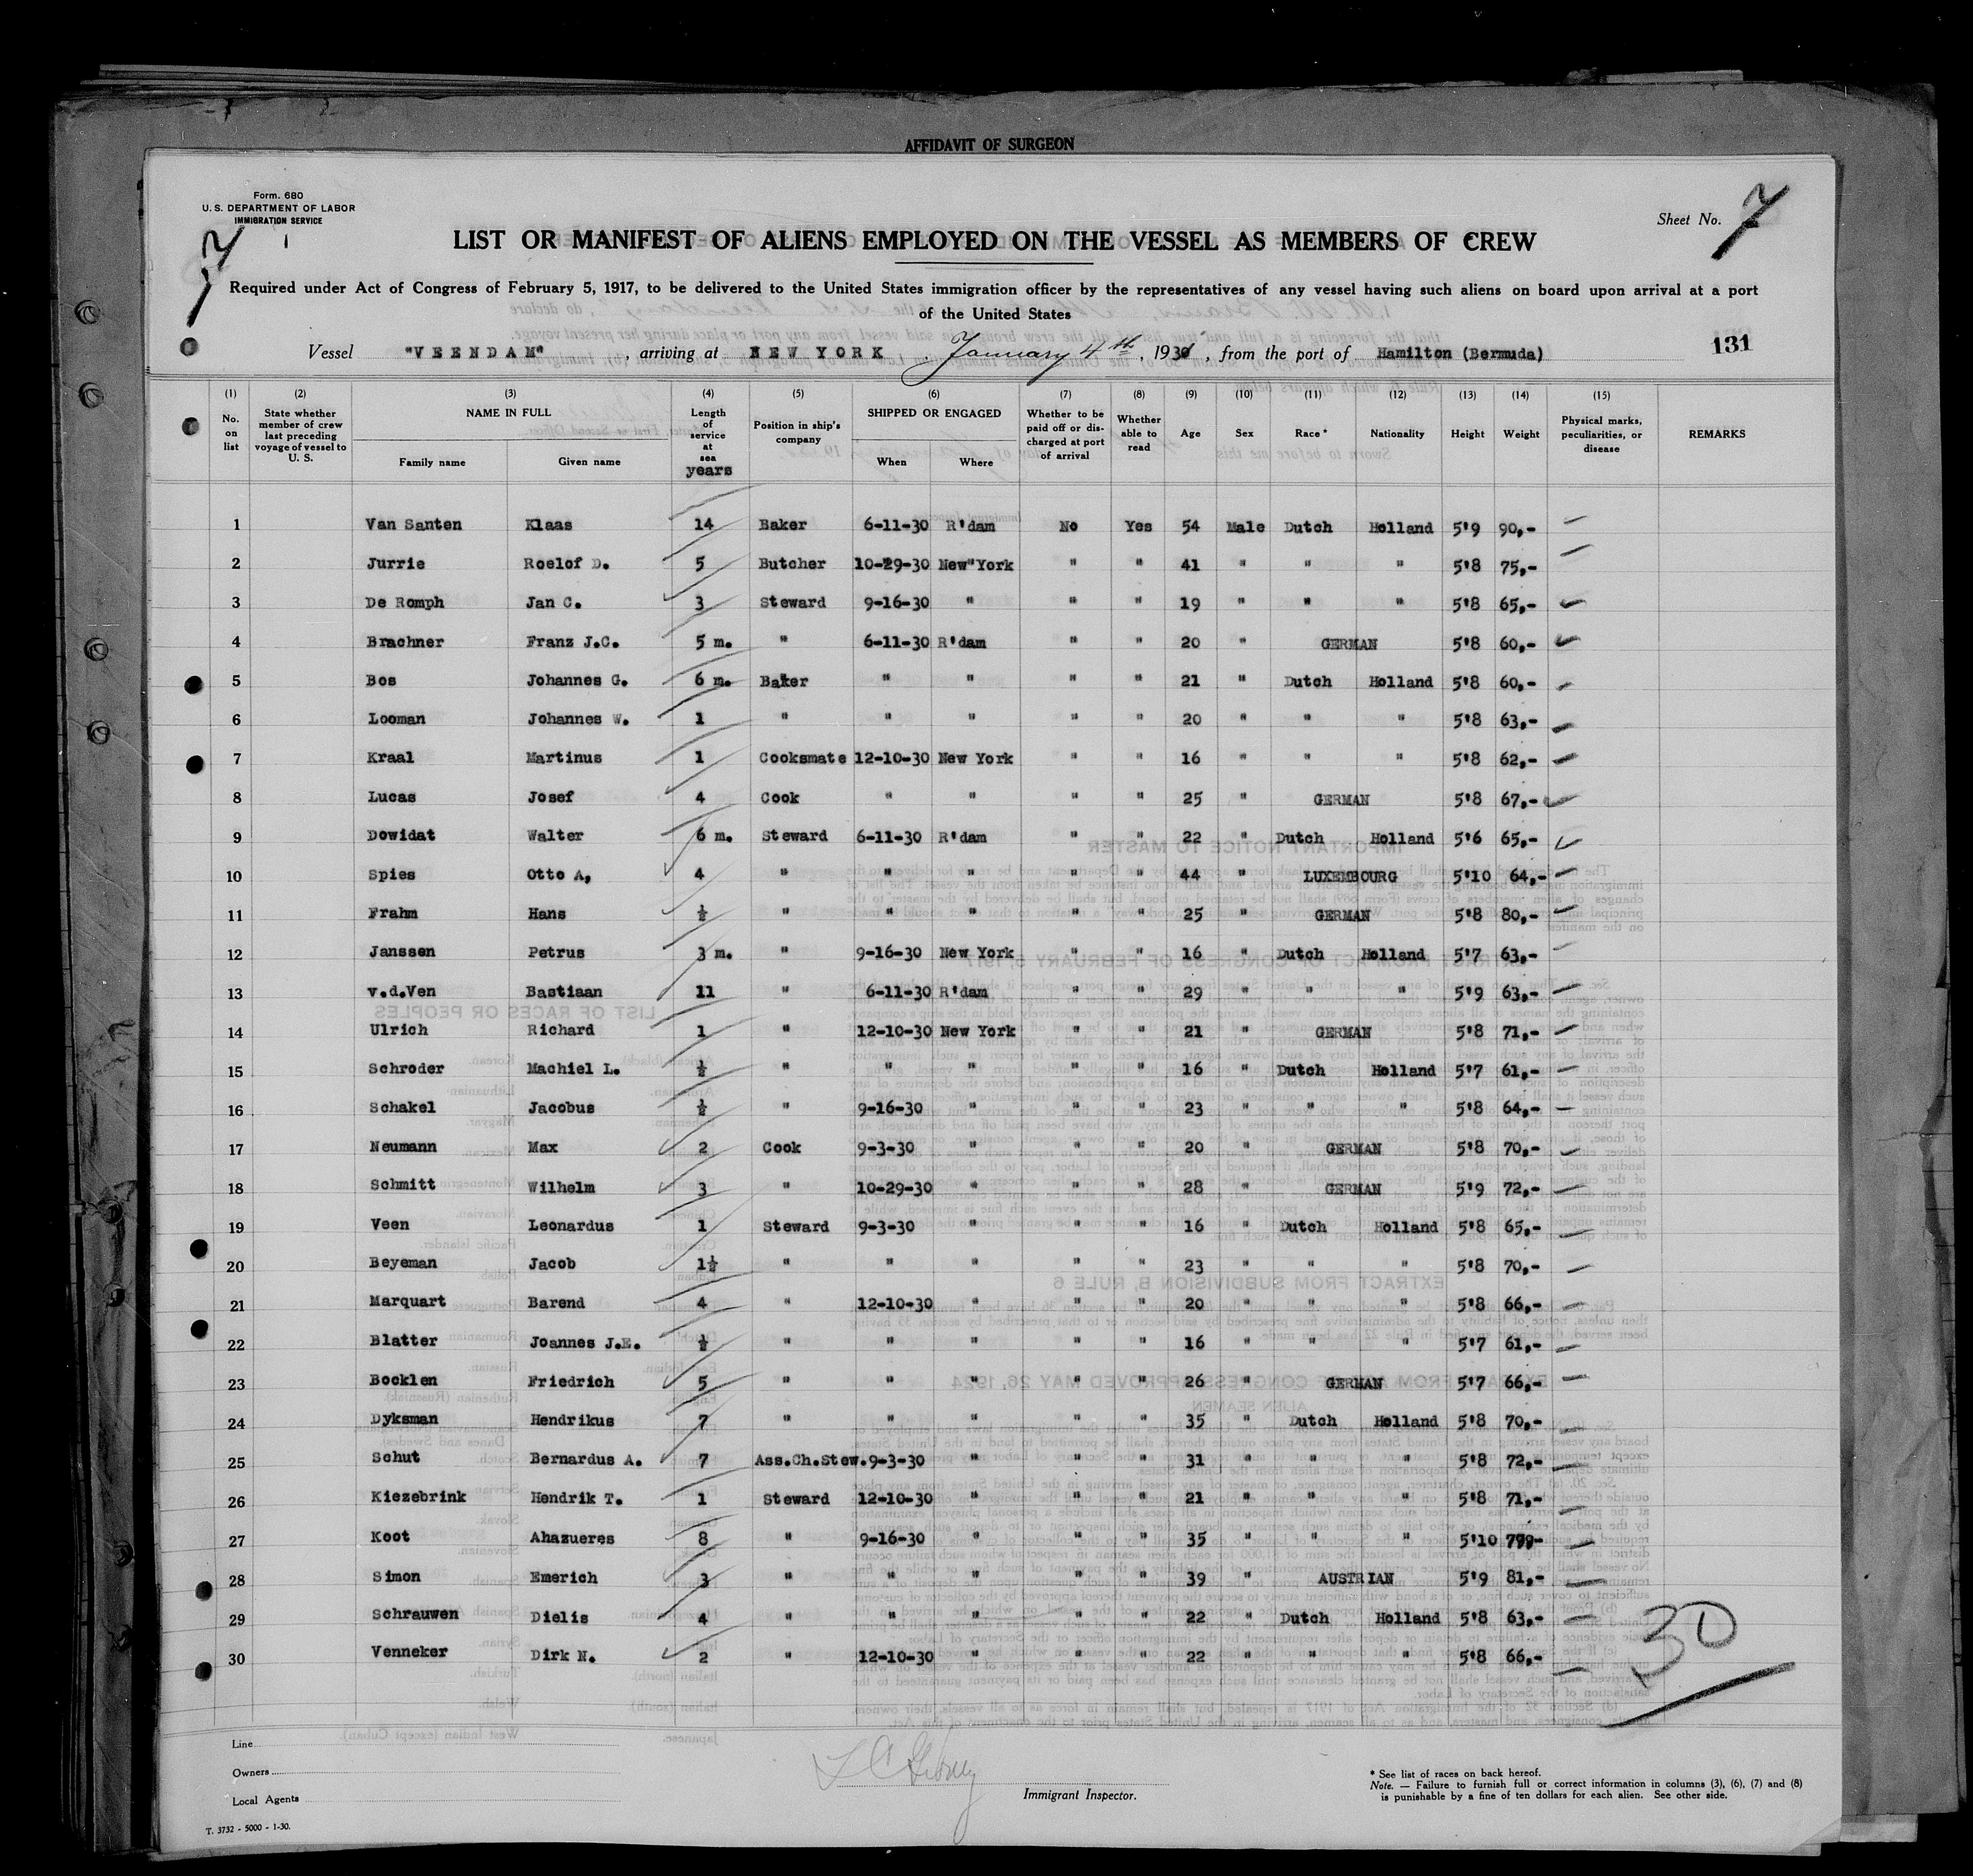 AFFIDAVIT OF SURGEON
Form. 680
U. S. DEPARTMENT OF LABOR
IMMIGRATION SERVICE
Sheet No. 7
LIST OR MANIFEST OF ALIENS EMPLOYED ON THE VESSEL AS MEMBERS OF CREW
Required under Act of Congress of February 5, 1917, to be delivered to the United States immigration officer by the representatives of any vessel having such aliens on board upon arrival at a port
of the United States
Vessel "VEENDAM", arriving at NEW YORK. January 4th, 1931, from the port of Hamilton (Bermuda)
131
(1) No. on list (2) State whether member of crew last preceding voyage of vessel to U. S. (3) NAME IN FULL Family name Given name (4) Length of service at sea years (5) Position in ship's company (6) SHIPPED OR ENGAGED When Where (7) Whether to be paid off or discharged at port of arrival (8) Whether able to read (9) Age (10) Sex (11) Race* (12) Nationality (13) Height (14) Weight (15) Physical marks, peculiarities, or disease REMARKS
1 Van Santen Klaas 14 Baker 6-11-30 R'dam No Yes 54 Male Dutch Holland 5'9 90,-
2 Jurrie Roelof D. 5 Butcher 10-29-30 New York " " 41 " " " 5'8 75,-
3 De Romph Jan C. 3 Steward 9-16-30 " " " 19 " " " 5'8 65,-
4 Brachner Franz J.C. 5 m. " 6-11-30 R'dam " " 20 " GERMAN 5'8 60,-
5 Bos Johannes G. 6 m. Baker " " " " 21 " Dutch Holland 5'8 60,-
6 Looman Johannes W. 1 " " " " " 20 " " " 5'8 63,-
7 Kraal Martinus 1 Cooksmate 12-10-30 New York " " 16 " " " 5'8 62,-
8 Lucas Josef 4 Cook " " " " 25 " GERMAN 5'8 67,-
9 Dowidat Walter 6 m. Steward 6-11-30 R'dam " " 22 " Dutch Holland 5'6 65,-
10 Spies Otto A, 4 " " " " " 44 " LUXEMBOURG 5'10 64,-
11 Frahm Hans ½ " " " " " 25 " GERMAN 5'8 80,-
12 Janssen Petrus 3 m. " 9-16-30 New York " " 16 " Dutch Holland 5'7 63,-
13 v.d.Ven Bastiaan 11 " 6-11-30 R'dam " " 29 " " " 5'9 63,-
14 Ulrich Richard 1 " 12-10-30 New York " " 21 " GERMAN 5'8 71,-
15 Schroder Machiel L. ½ " " " " " 16 " Dutch Holland 5'7 61,-
16 Schakel Jacobus ½ " 9-16-30 " " " 23 " " " 5'8 64,-
17 Neumann Max 2 Cook 9-3-30 " " " 20 " GERMAN 5'8 70,-
18 Schmitt Wilhelm 3 " 10-29-30 " " " 28 " GERMAN 5'9 72,-
19 Veen Leonardus 1 Steward 9-3-30 " " " 16 " Dutch Holland 5'8 65,-
20 Beyeman Jacob 1½ " " " " " 23 " " " 5'8 70,-
21 Marquart Barend 4 " 12-10-30 " " " 20 " " " 5'8 66,-
22 Blatter Joannes J.E. ½ " " " " " 16 " " " 5'7 61,-
23 Bocklen Friedrich 5 " " " " " 26 " GERMAN 5'7 66,-
24 Dyksman Hendrikus 7 " " " " " 35 " Dutch Holland 5'8 70,-
25 Schut Bernardus A. 7 Ass.Ch.Stew. 9-3-30 " " " 31 " " " 5'8 72,-
26 Kiezebrink Hendrik T. 1 Steward 12-10-30 " " " 21 " " " 5'8 71,-
27 Koot Ahazueres 8 " 9-16-30 " " " 35 " " " 5'10
28 Simon Emerich 3 " " " " " 39 " AUSTRIAN 5'9 81,-
29 Schrauwen Dielis 4 " " " " " 22 " Dutch Holland 5'8 63,-
30 Venneker Dirk N. 2 " 12-10-30 " " " 22 " " " 5'8 66,-
30
Line
Owners
Local Agents
Immigrant Inspector.
* See list of races on back hereof.
Note. — Failure to furnish full or correct information in columns (3), (6), (7) and (8)
is punishable by a fine of ten dollars for each alien. See other side.
T. 3732 - 5000 - 1-30.